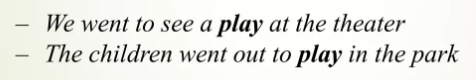 – We went to see a play at the theater
– The children went out to play in the park